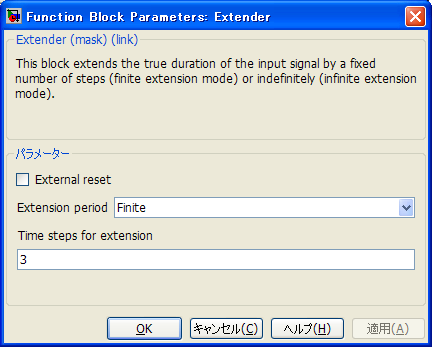 Function Block Parameters: Extender
Extender (mask) (link)
This block extends the true duration of the input signal by a fixed
number of steps (finite extension mode) or indefinitely (infinite extension
mode).
パラメーター
External reset
Extension period Finite
Time steps for extension
3
OK キャンセル(C) ヘルプ(H) 適用(A)